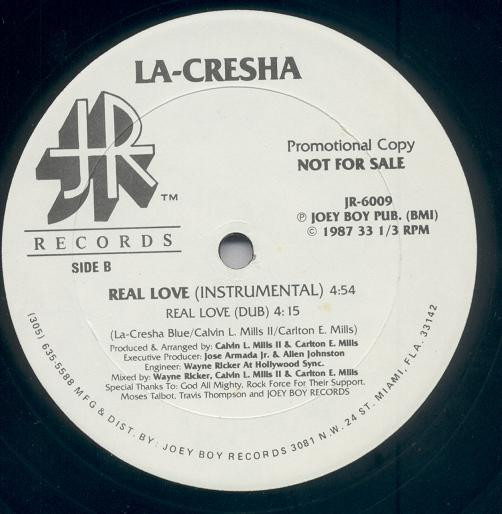 LA-CRESHA
JR
TM
RECORDS
SIDE B
Promotional Copy
NOT FOR SALE
JR-6009
℗ JOEY BOY PUB. (BMI)
© 1987 33 1/3 RPM
REAL LOVE (INSTRUMENTAL) 4:54
REAL LOVE (DUB) 4:15
(La-Cresha Blue/Calvin L. Mills II/Carlton E. Mills)
Produced & Arranged by: Calvin L. Mills II & Carlton E. Mills
Executive Producer: Jose Armada Jr. & Allen Johnston
Engineer: Wayne Ricker At Hollywood Sync.
Mixed by: Wayne Ricker, Calvin L. Mills II & Carlton E. Mills
Special Thanks To: God All Mighty, Rock Force For Their Support,
Moses Talbot, Travis Thompson and JOEY BOY RECORDS
(305) 635-5588 MFG & DIST. BY: JOEY BOY RECORDS 3081 N.W. 24 ST. MIAMI, FLA. 33142